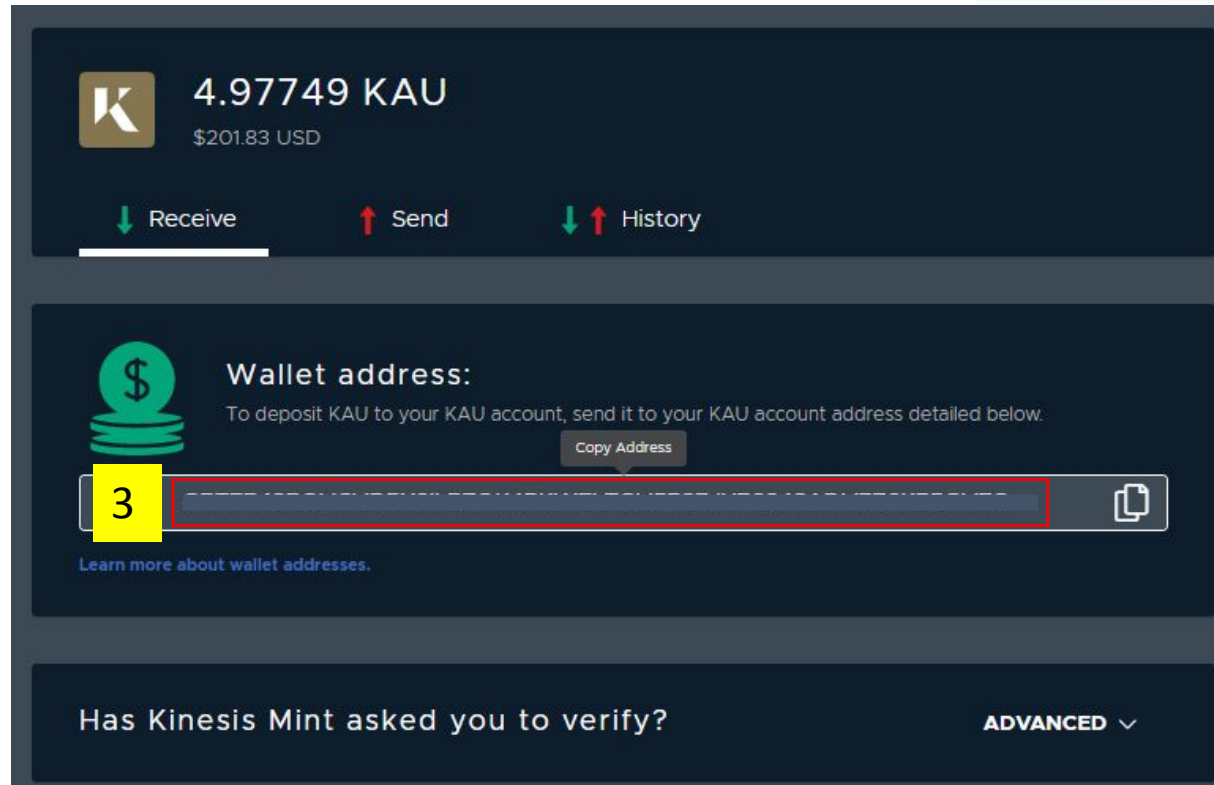 4.97749 KAU
$201.83 USD
Receive Send History
Wallet address:
To deposit KAU to your KAU account, send it to your KAU account address detailed below.
Copy Address
3
Learn more about wallet addresses.
Has Kinesis Mint asked you to verify? ADVANCED